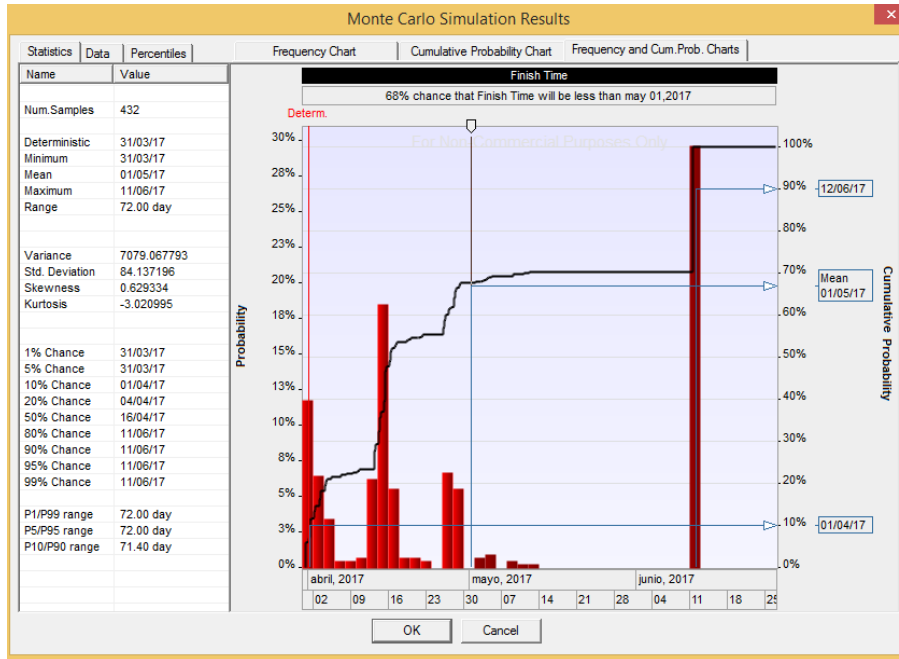 Monte Carlo Simulation Results
Statistics Data Percentiles
Frequency Chart Cumulative Probability Chart Frequency and Cum.Prob. Charts
Name Value
Num.Samples 432
Deterministic 31/03/17
Minimum 31/03/17
Mean 01/05/17
Maximum 11/06/17
Range 72.00 day
Variance 7079.067793
Std. Deviation 84.137196
Skewness 0.629334
Kurtosis -3.020995
1% Chance 31/03/17
5% Chance 31/03/17
10% Chance 01/04/17
20% Chance 04/04/17
50% Chance 16/04/17
80% Chance 11/06/17
90% Chance 11/06/17
95% Chance 11/06/17
99% Chance 11/06/17
P1/P99 range 72.00 day
P5/P95 range 72.00 day
P10/P90 range 71.40 day
Finish Time
68% chance that Finish Time will be less than may 01,2017
Determ.
For Non-Commercial Purposes Only
Probability
30%
28%
25%
23%
20%
18%
15%
13%
10%
8%
5%
3%
0%
100%
90%
80%
70%
60%
50%
40%
30%
20%
10%
0%
12/06/17
Mean
01/05/17
01/04/17
Cumulative Probability
abril, 2017 mayo, 2017 junio, 2017
02 09 16 23 30 07 14 21 28 04 11 18 25
OK Cancel